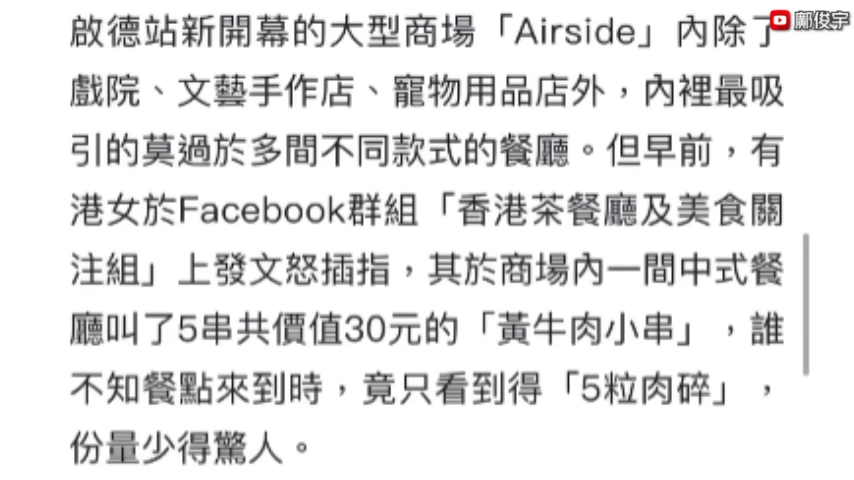 啟德站新開幕的大型商場「Airside」內除了
鄺俊宇
戲院、文藝手作店、寵物用品店外，內裡最吸
引的莫過於多間不同款式的餐廳。但早前，有
港女於Facebook群組「香港茶餐廳及美食關
注組」上發文怒插指，其於商場內一間中式餐
廳叫了5串共價值30元的「黃牛肉小串」，誰
不知餐點來到時，竟只看到得「5粒肉碎」，
份量少得驚人。